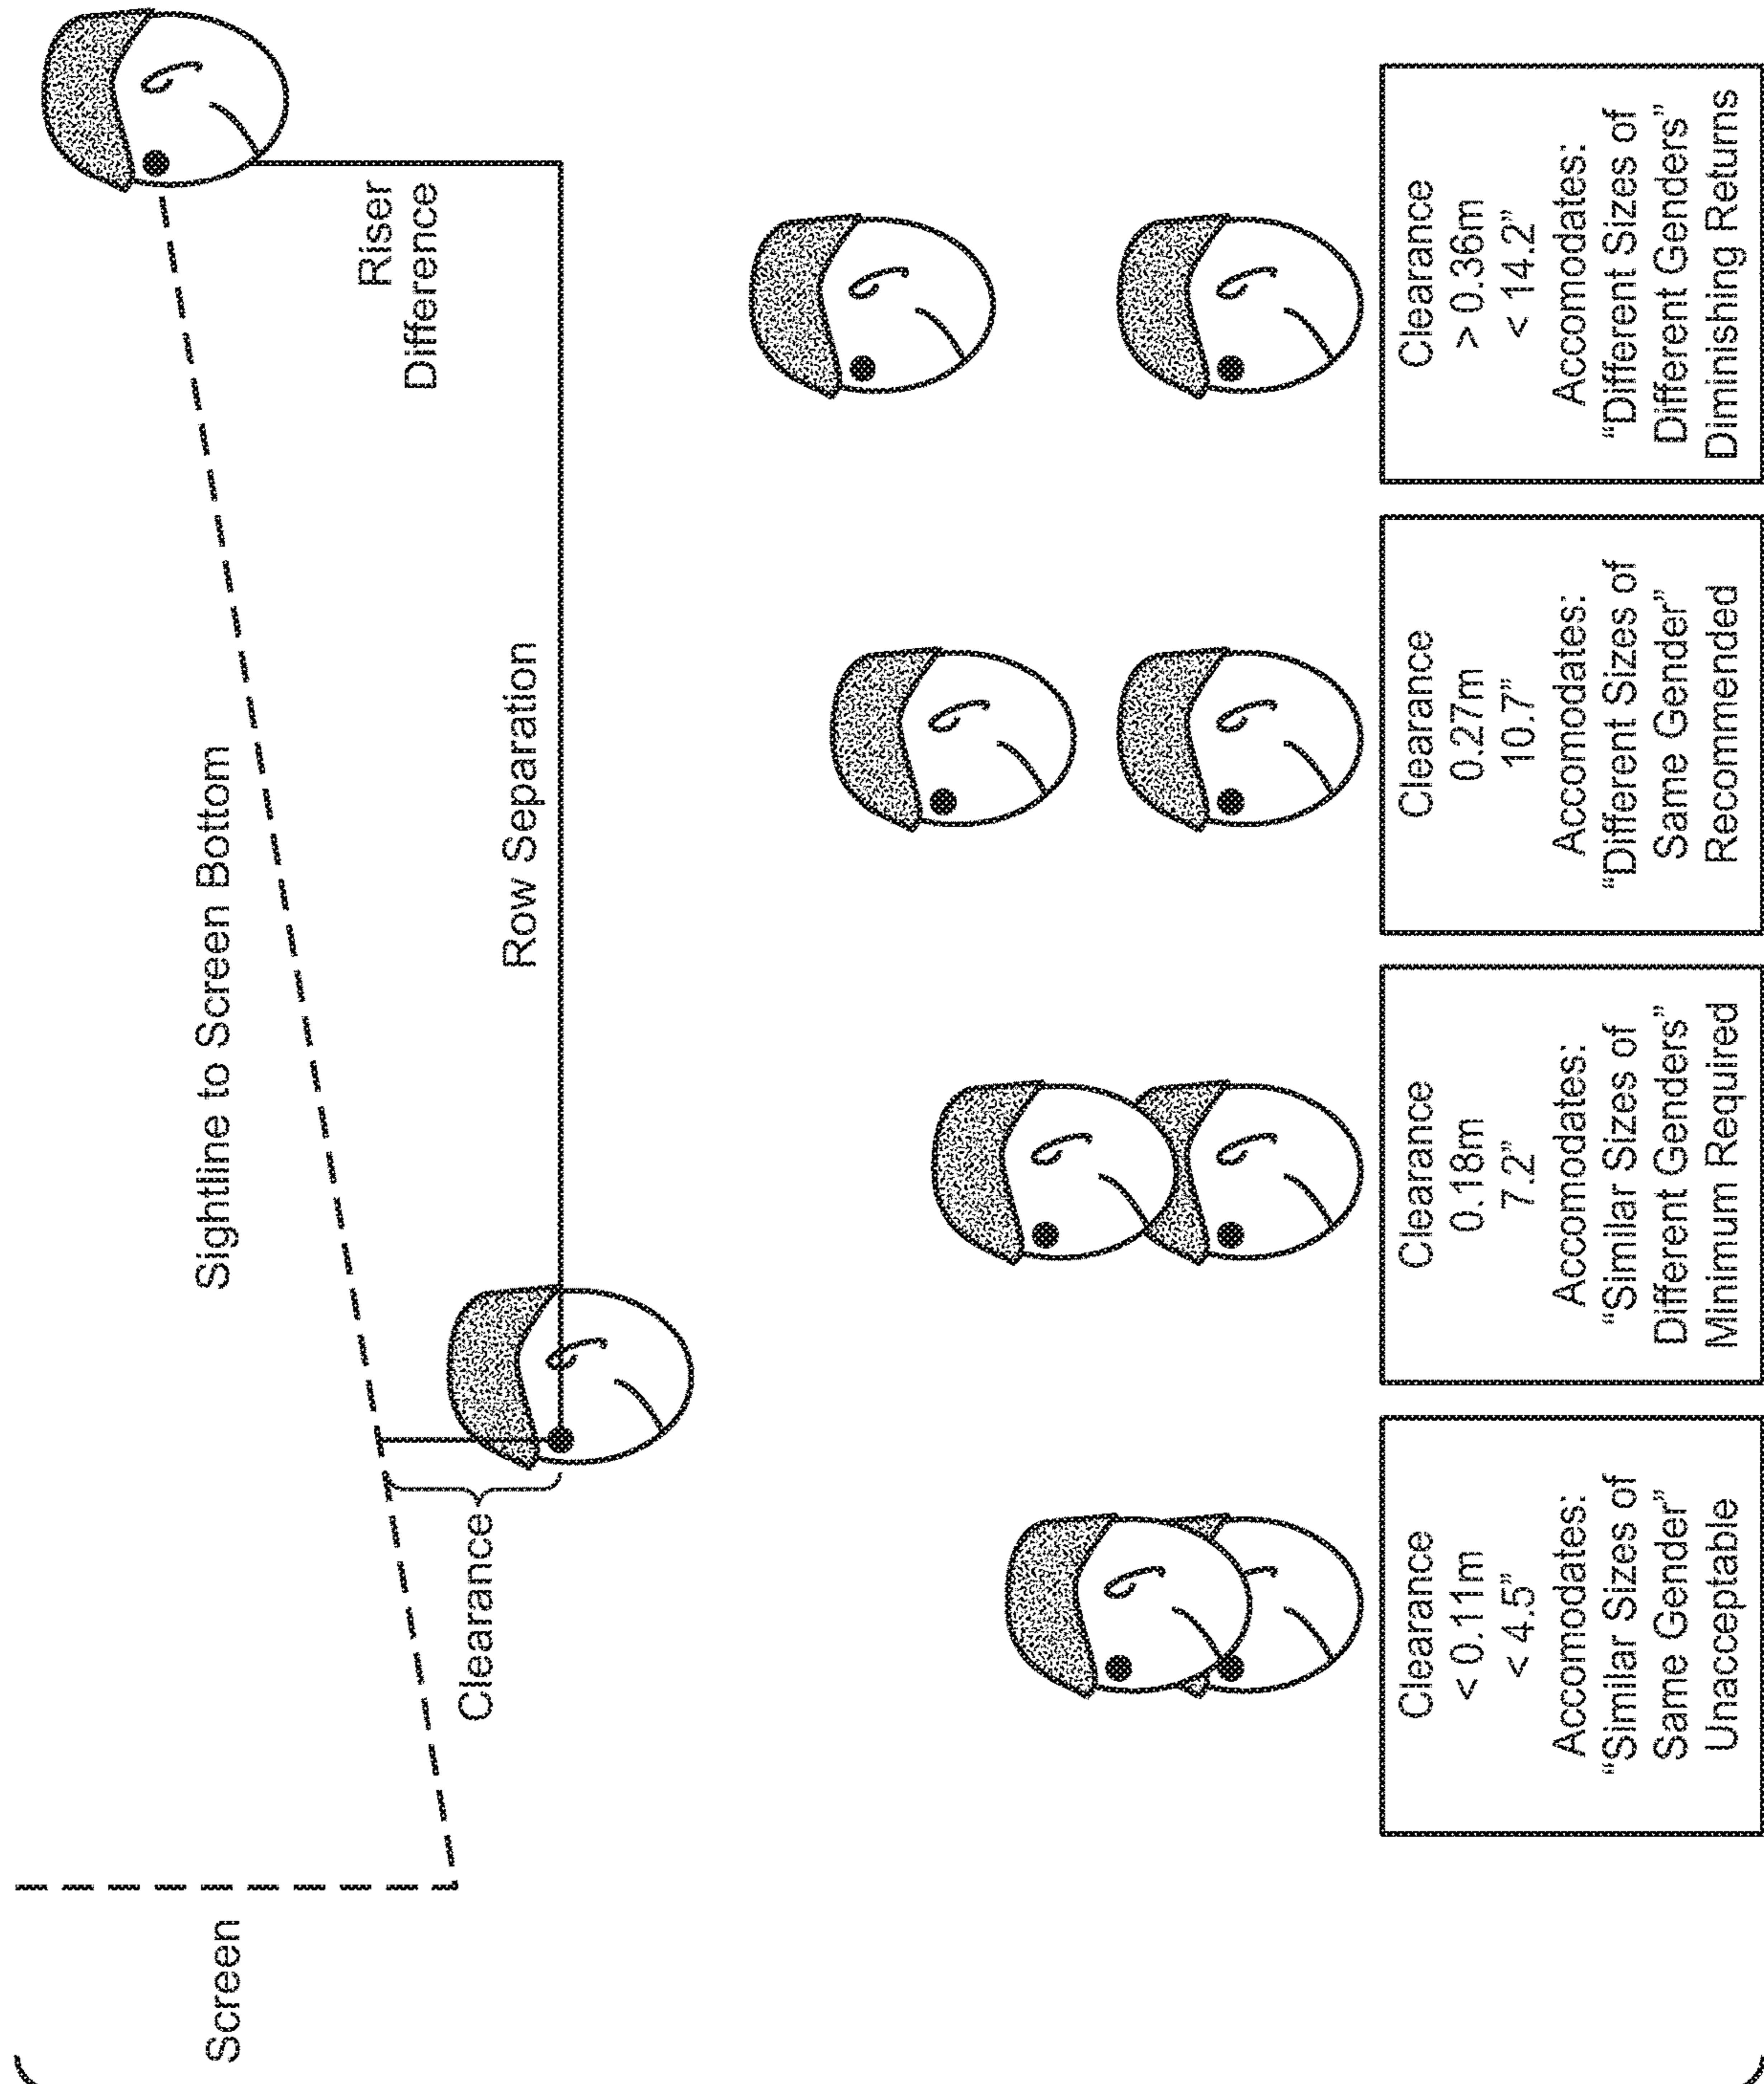 Screen
Sightline to Screen Bottom
Riser
Difference
Clearance
Row Separation
Clearance
< 0.11m
< 4.5”
Accomodates:
“Similar Sizes of
Same Gender”
Unacceptable
Clearance
0.18m
7.2”
Accomodates:
“Similar Sizes of
Different Genders”
Minimum Required
Clearance
0.27m
10.7”
Accomodates:
“Different Sizes of
Same Gender”
Recommended
Clearance
> 0.36m
< 14.2”
Accomodates:
“Different Sizes of
Different Genders”
Diminishing Returns